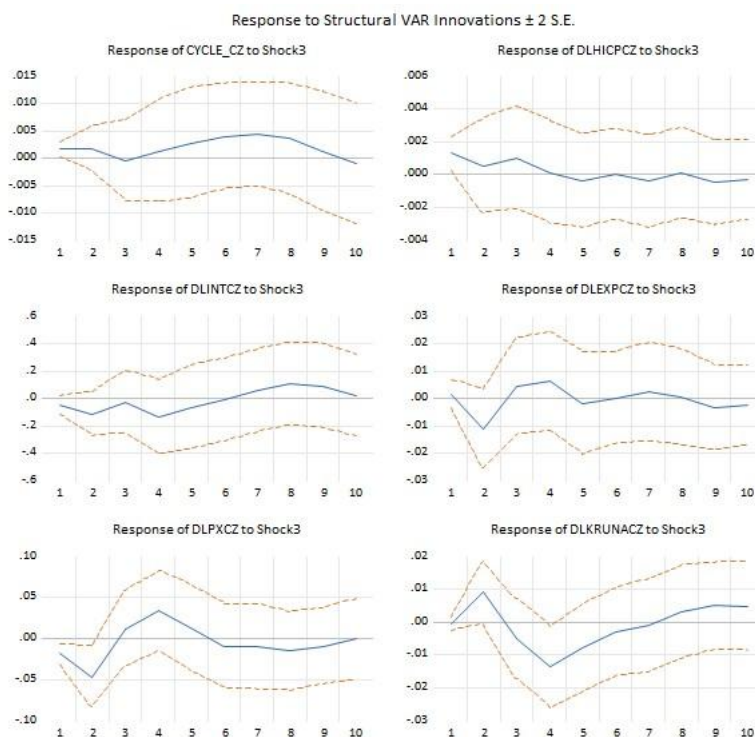 Response to Structural VAR Innovations ± 2 S.E.
Response of CYCLE_CZ to Shock3
.015
.010
.005
.000
-.005
-.010
-.015
1 2 3 4 5 6 7 8 9 10
Response of DLHICPCZ to Shock3
.006
.004
.002
.000
-.002
-.004
1 2 3 4 5 6 7 8 9 10
Response of DLINTCZ to Shock3
.6
.4
.2
.0
-.2
-.4
-.6
1 2 3 4 5 6 7 8 9 10
Response of DLEXPCZ to Shock3
.03
.02
.01
.00
-.01
-.02
-.03
1 2 3 4 5 6 7 8 9 10
Response of DLPXCZ to Shock3
.10
.05
.00
-.05
-.10
1 2 3 4 5 6 7 8 9 10
Response of DLKRUNACZ to Shock3
.02
.01
.00
-.01
-.02
-.03
1 2 3 4 5 6 7 8 9 10